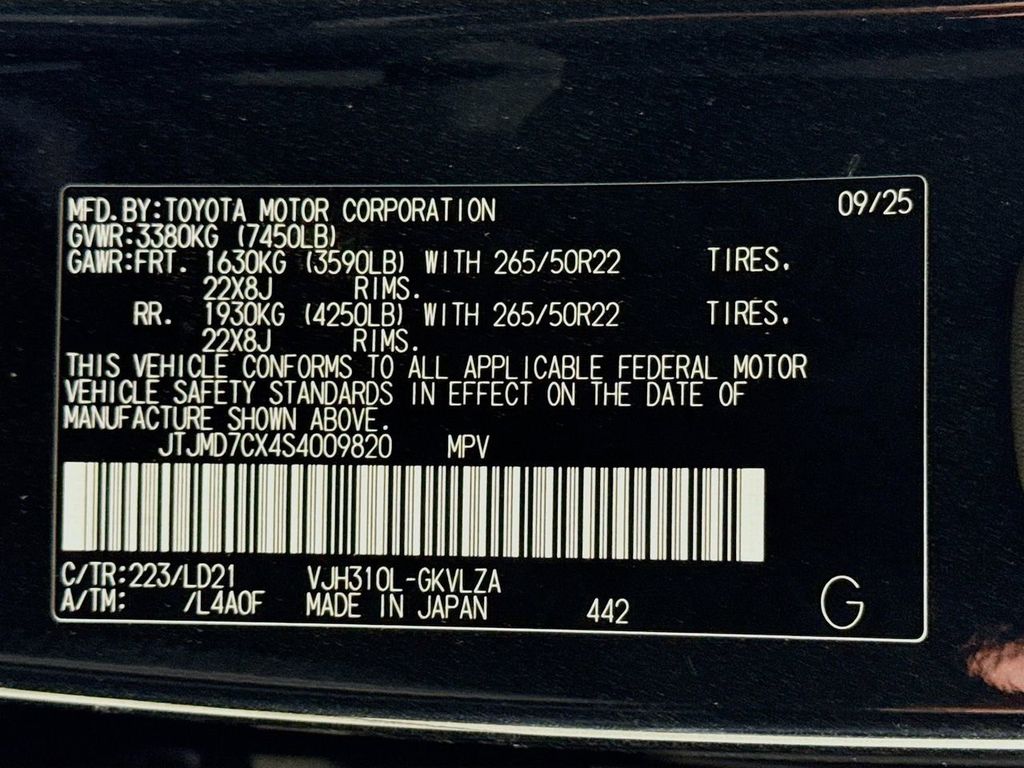 MFD.BY:TOYOTA MOTOR CORPORATION 09/25
GVWR:3380KG (7450LB)
GAWR:FRT. 1630KG (3590LB) WITH 265/50R22 TIRES.
22X8J RIMS.
RR. 1930KG (4250LB) WITH 265/50R22 TIRES.
22X8J RIMS.
THIS VEHICLE CONFORMS TO ALL APPLICABLE FEDERAL MOTOR
VEHICLE SAFETY STANDARDS IN EFFECT ON THE DATE OF
MANUFACTURE SHOWN ABOVE.
JTJMD7CX4S4009820 MPV
C/TR:223/LD21 VJH310L-GKVLZA
A/TM: /L4A0F MADE IN JAPAN 442 G